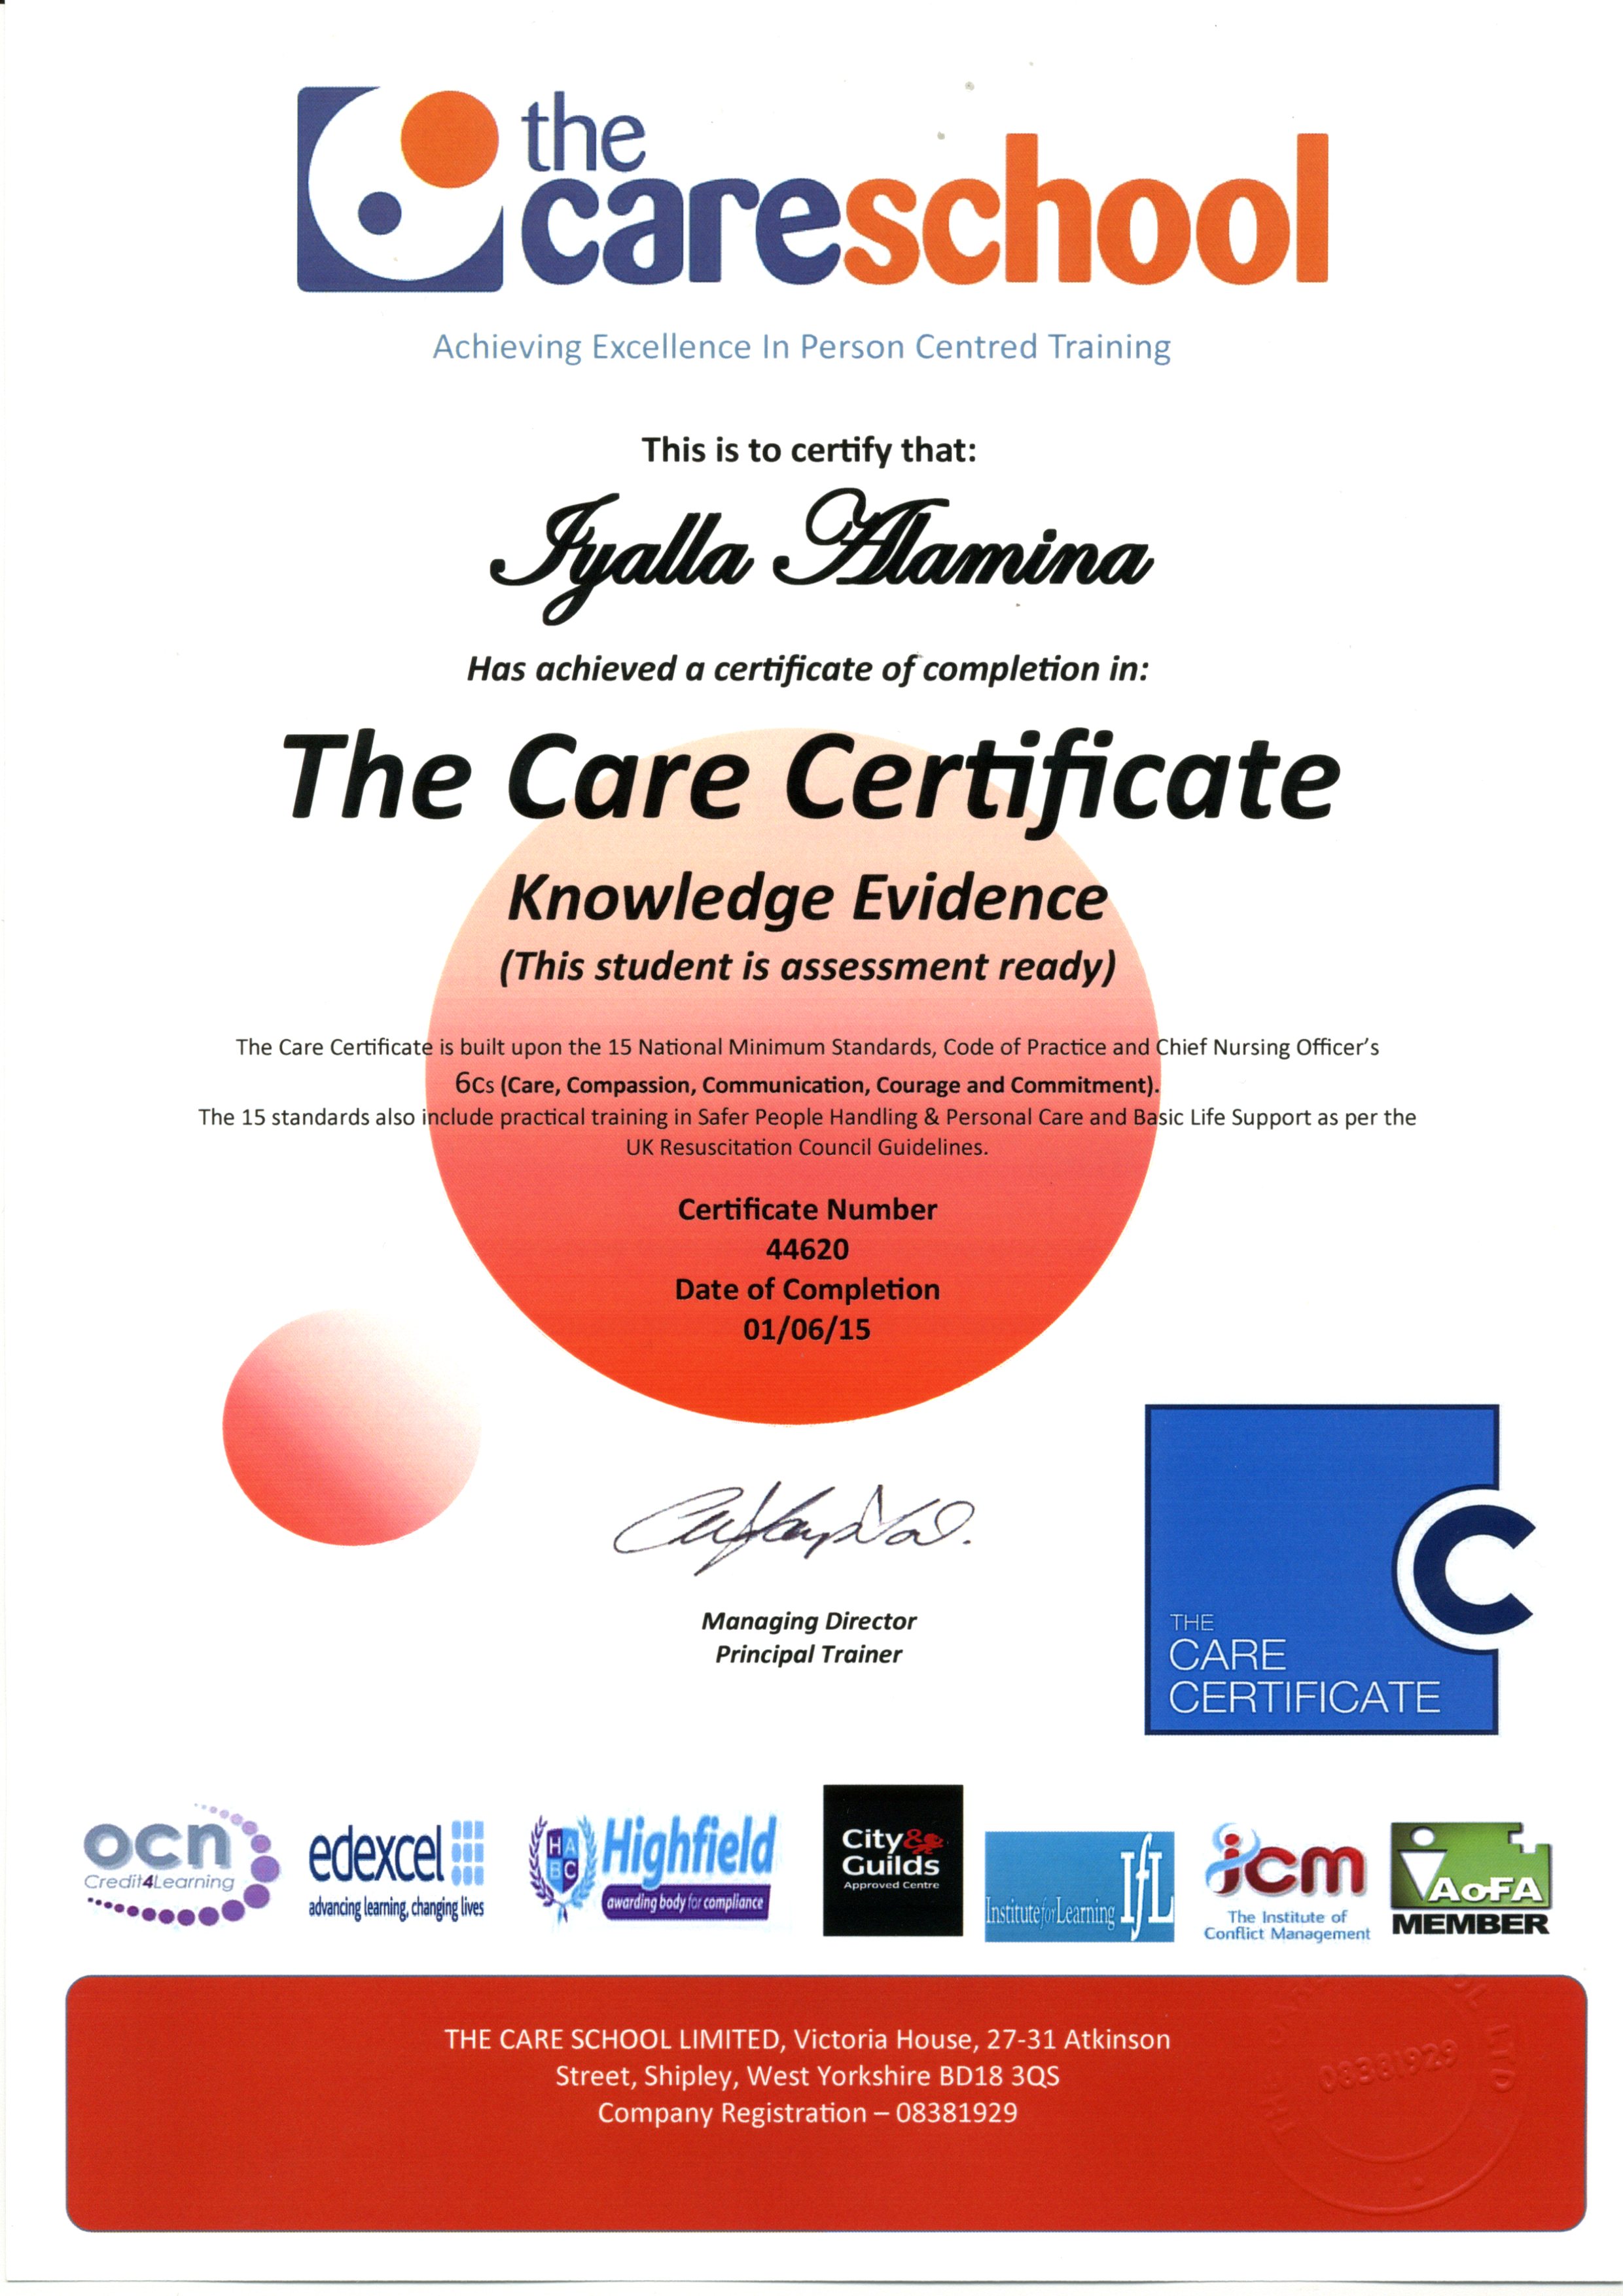 the
careschool
Achieving Excellence In Person Centred Training
This is to certify that:
Iyalla Alamina
Has achieved a certificate of completion in:
The Care Certificate
Knowledge Evidence
(This student is assessment ready)
The Care Certificate is built upon the 15 National Minimum Standards, Code of Practice and Chief Nursing Officer's
6Cs (Care, Compassion, Communication, Courage and Commitment).
The 15 standards also include practical training in Safer People Handling & Personal Care and Basic Life Support as per the
UK Resuscitation Council Guidelines.
Certificate Number
44620
Date of Completion
01/06/15
Managing Director
Principal Trainer
C
THE
CARE
CERTIFICATE
ocn
Credit4Learning
edexcel
advancing learning, changing lives
HABC
Highfield
awarding body for compliance
City&
Guilds
Approved Centre
Institute for Learning IfL
icm
The Institute of
Conflict Management
AoFA
MEMBER
THE CARE SCHOOL LIMITED, Victoria House, 27-31 Atkinson
Street, Shipley, West Yorkshire BD18 3QS
Company Registration – 08381929
08381929